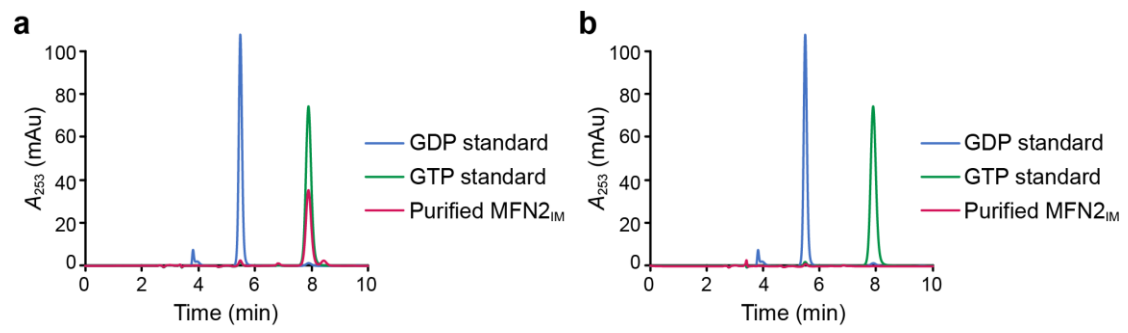 a
100
80
60
40
20
0
A253 (mAu)
0 2 4 6 8 10
Time (min)
GDP standard
GTP standard
Purified MFN2IM
b
100
80
60
40
20
0
A253 (mAu)
0 2 4 6 8 10
Time (min)
GDP standard
GTP standard
Purified MFN2IM